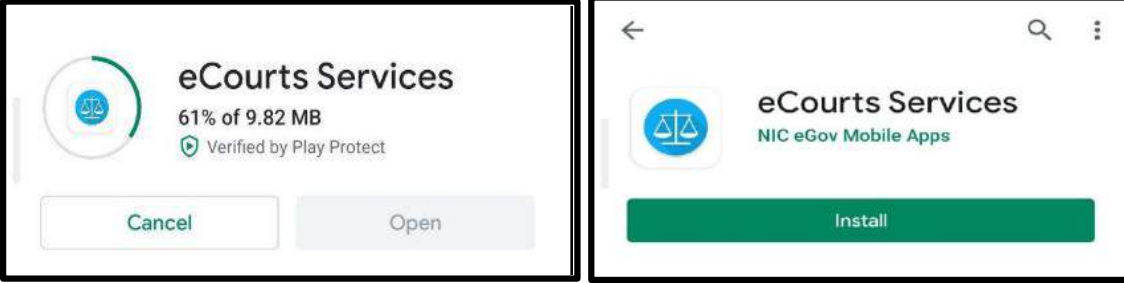 eCourts Services
61% of 9.82 MB
Verified by Play Protect
Cancel
Open
eCourts Services
NIC eGov Mobile Apps
Install